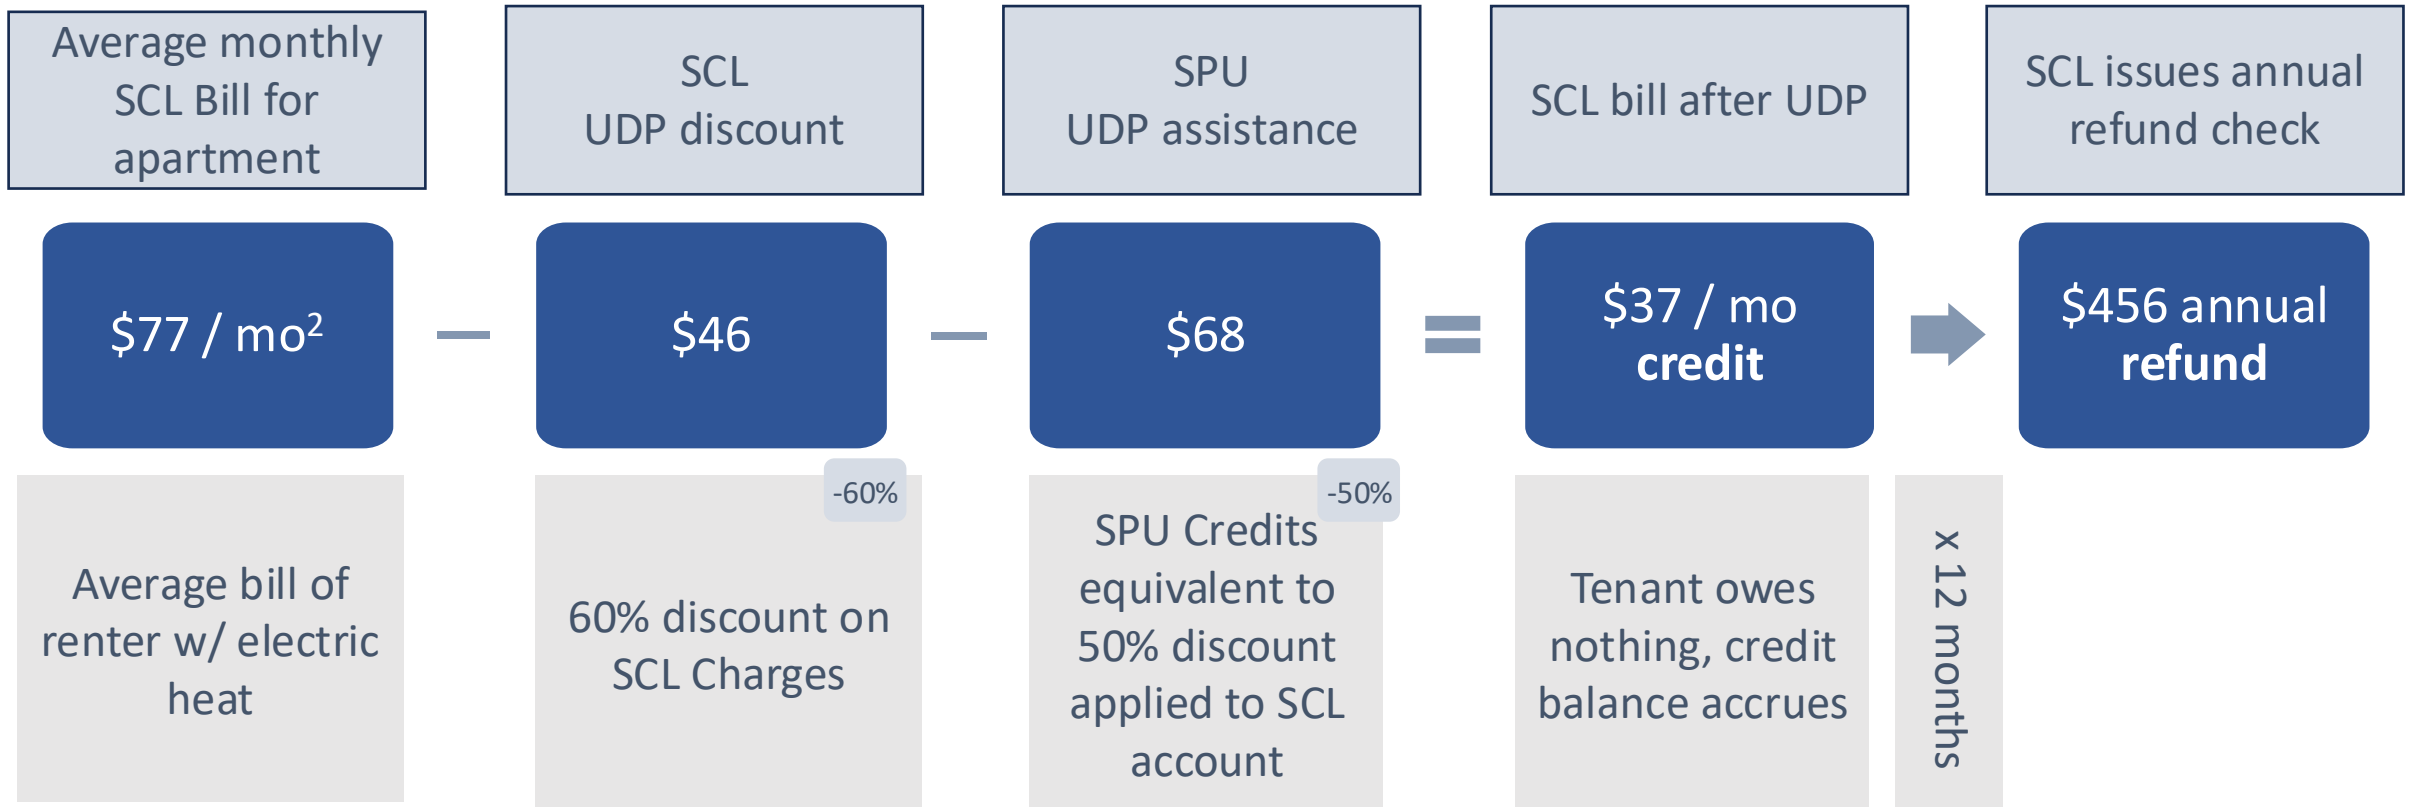 Average monthly
SCL Bill for
apartment
SCL
UDP discount
SPU
UDP assistance
SCL bill after UDP
SCL issues annual
refund check
$77 / mo²
—
$46
—
$68
=
$37 / mo
credit
$456 annual
refund
-60%
-50%
Average bill of
renter w/ electric
heat
60% discount on
SCL Charges
SPU Credits
equivalent to
50% discount
applied to SCL
account
Tenant owes
nothing, credit
balance accrues
x 12 months